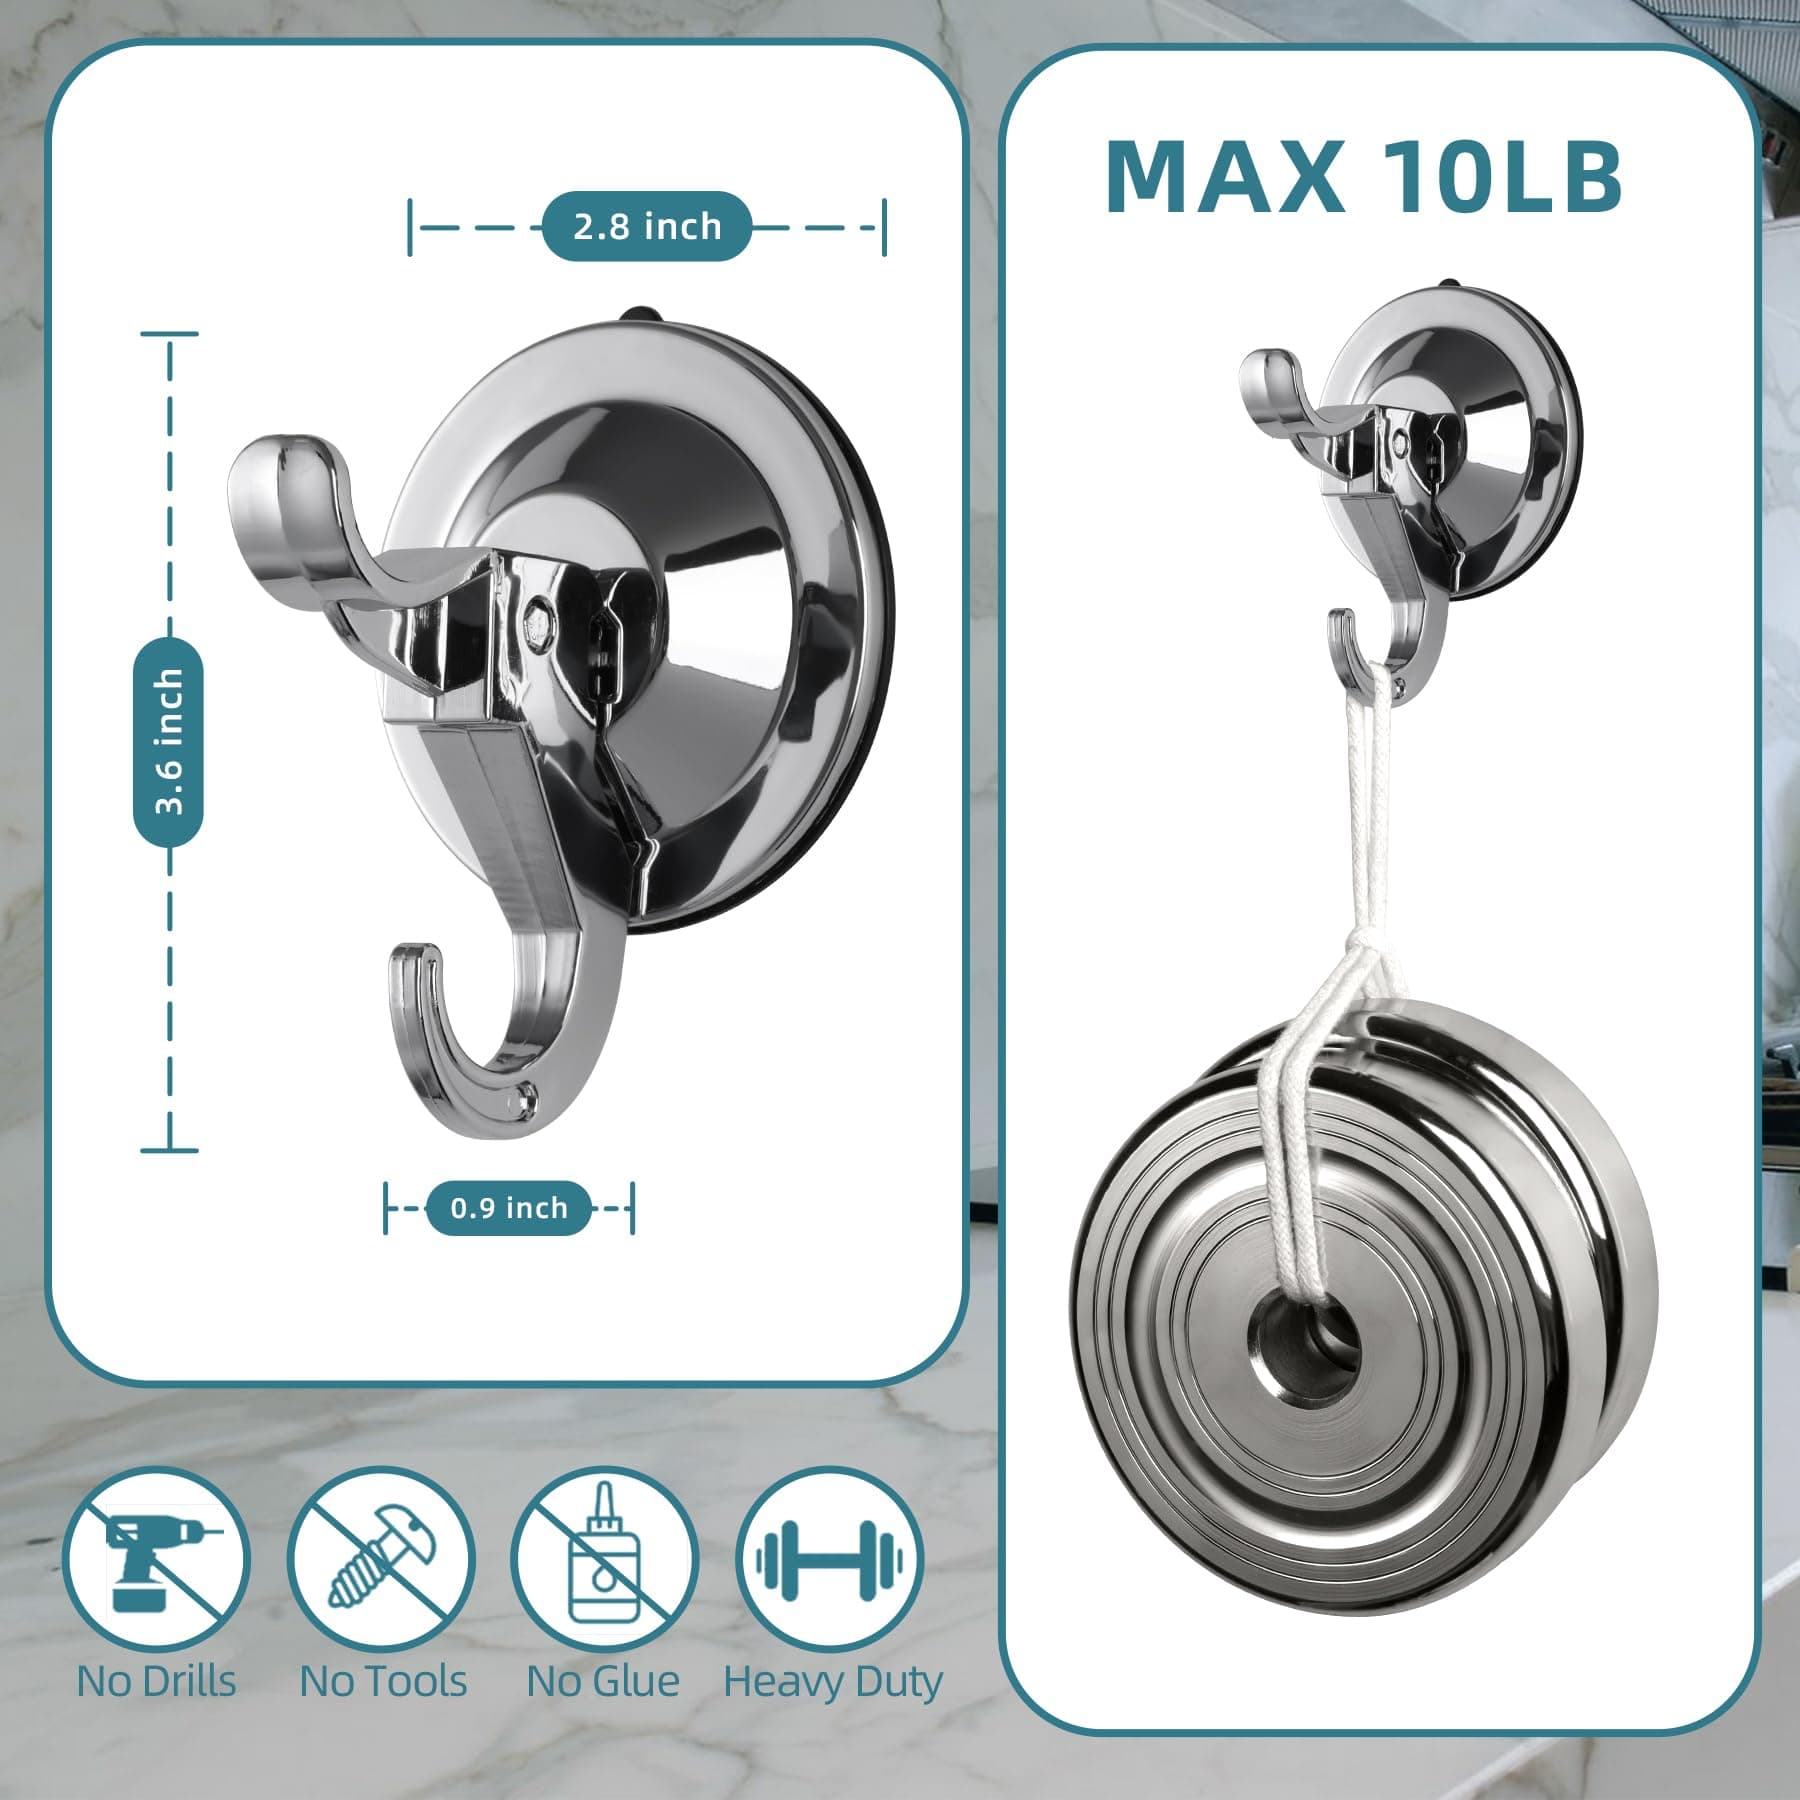 2.8 inch
3.6 inch
0.9 inch
MAX 10LB
No Drills
No Tools
No Glue
Heavy Duty